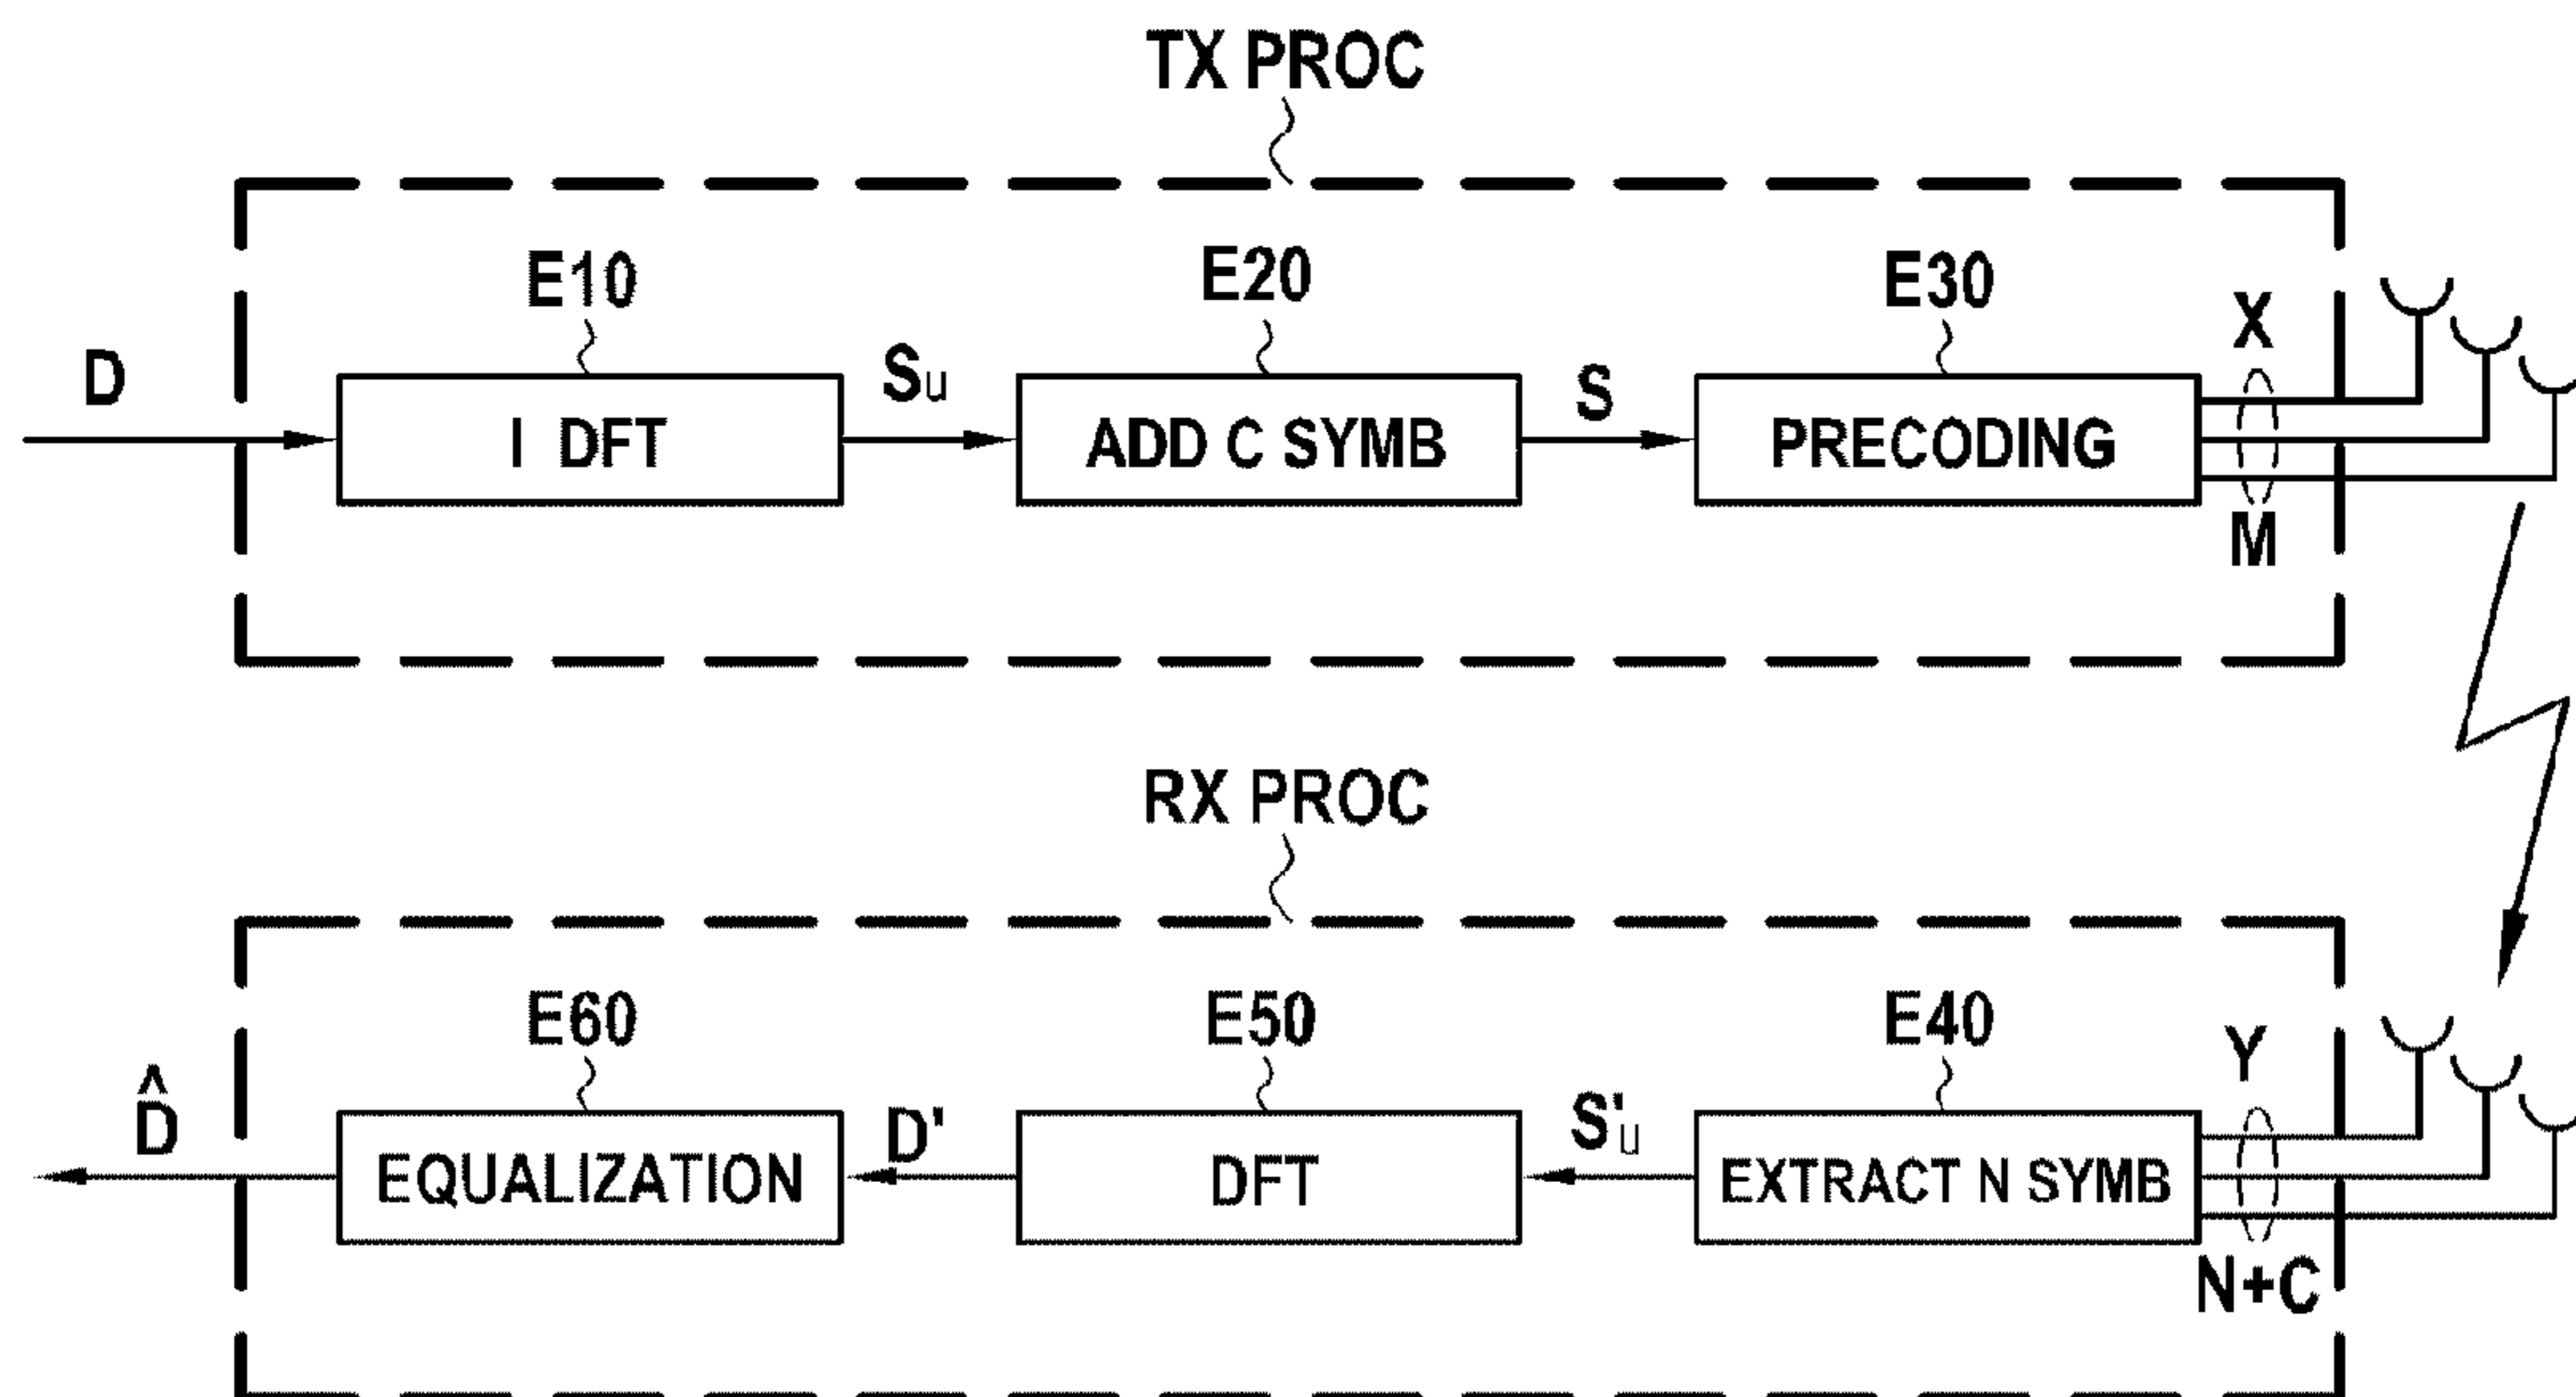 TX PROC
E10
E20
E30
X
D
Su
S
I DFT
ADD C SYMB
PRECODING
M
RX PROC
E60
E50
E40
Y
D̂
D'
S'u
EQUALIZATION
DFT
EXTRACT N SYMB
N+C